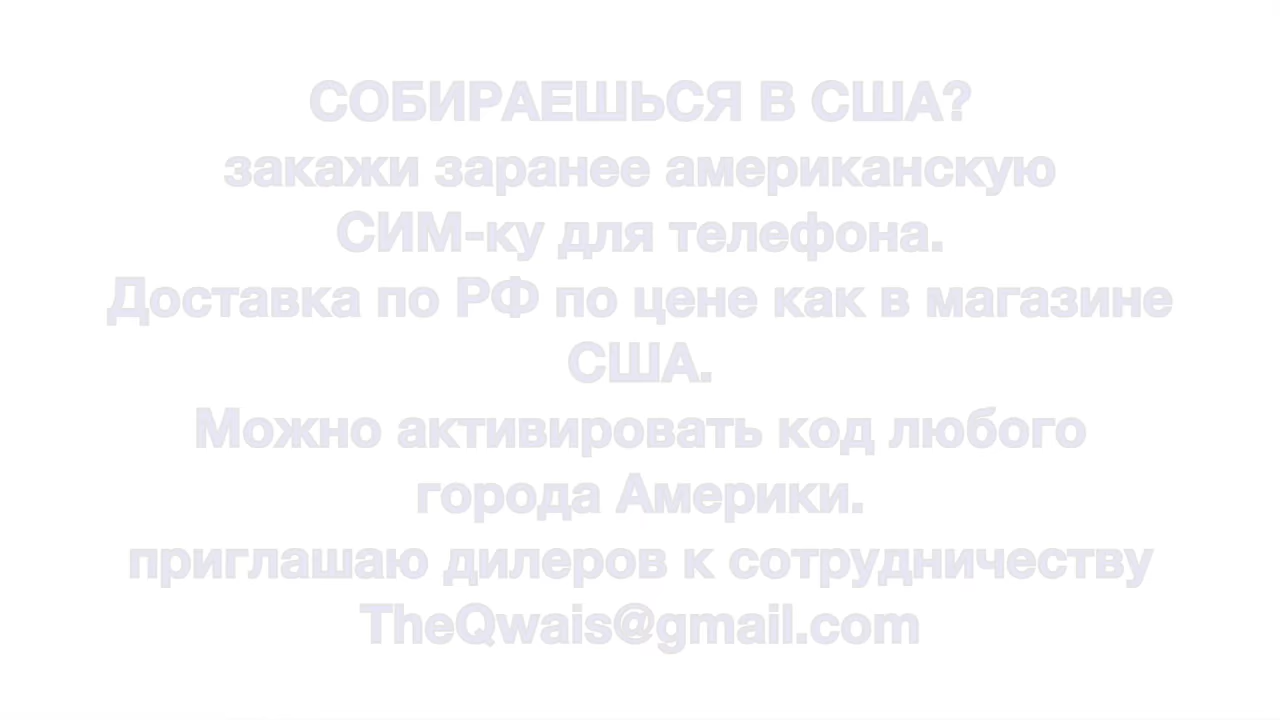 СОБИРАЕШЬСЯ В США?
закажи заранее американскую
СИМ-ку для телефона.
Доставка по РФ по цене как в магазине
США.
Можно активировать код любого
города Америки.
приглашаю дилеров к сотрудничеству
TheQwais@gmail.com